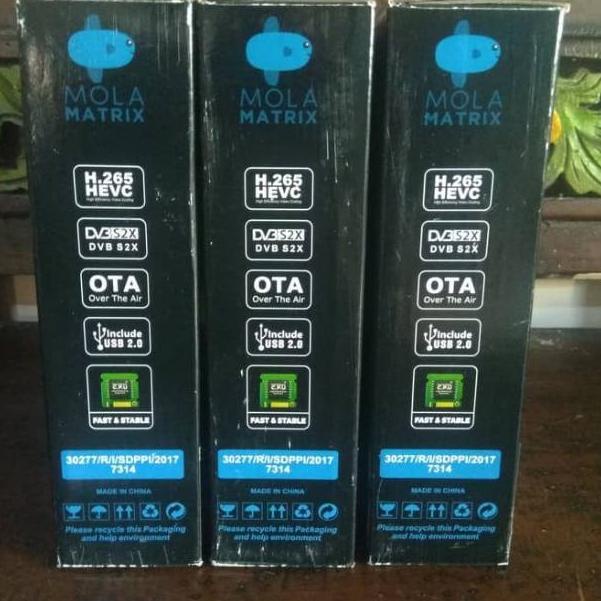 MOLA
MATRIX
H.265
HEVC
High Efficiency Video Coding
DVB S2X
DVB S2X
OTA
Over The Air
Include
USB 2.0
FAST & STABLE
30277/R/I/SDPPI/2017
7314
MADE IN CHINA
Please recycle this Packaging
and help environment
MOLA
MATRIX
H.265
HEVC
High Efficiency Video Coding
DVB S2X
DVB S2X
OTA
Over The Air
Include
USB 2.0
FAST & STABLE
30277/R/I/SDPPI/2017
7314
MADE IN CHINA
Please recycle this Packaging
and help environment
MOLA
MATRIX
H.265
HEVC
High Efficiency Video Coding
DVB S2X
DVB S2X
OTA
Over The Air
Include
USB 2.0
FAST & STABLE
30277/R/I/SDPPI/2017
7314
MADE IN CHINA
Please recycle this Packaging
and help environment